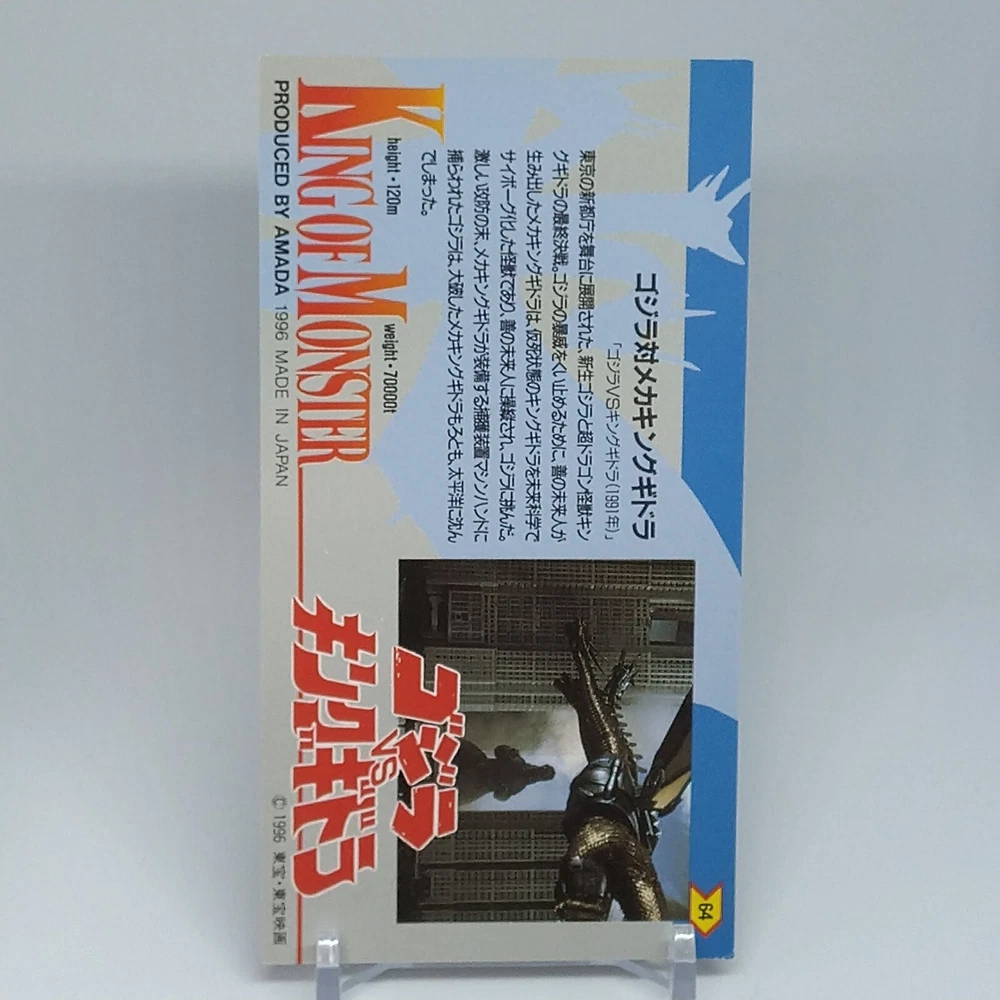 64
ゴジラ対メカキングギドラ
「ゴジラVSキングギドラ(1991年)」
東京の新都庁を舞台に展開された、新生ゴジラと超ドラゴン怪獣キン
グギドラの最終決戦。ゴジラの暴威をくい止めるために、善の未来人が
生み出したメカキングギドラは、仮死状態のキングギドラを未来科学で
サイボーグ化した怪獣であり、善の未来人に操縦され、ゴジラに挑んだ。
激しい攻防の末、メカキングギドラが装備する捕獲装置マシンハンドに
捕らわれたゴジラは、大破したメカキングギドラもろとも、太平洋に沈ん
でしまった。
height・120m weight・70000t
KING OF MONSTER
ゴジラ
VS
キングギドラ
PRODUCED BY AMADA 1996 MADE IN JAPAN
© 1996 東宝・東宝映画